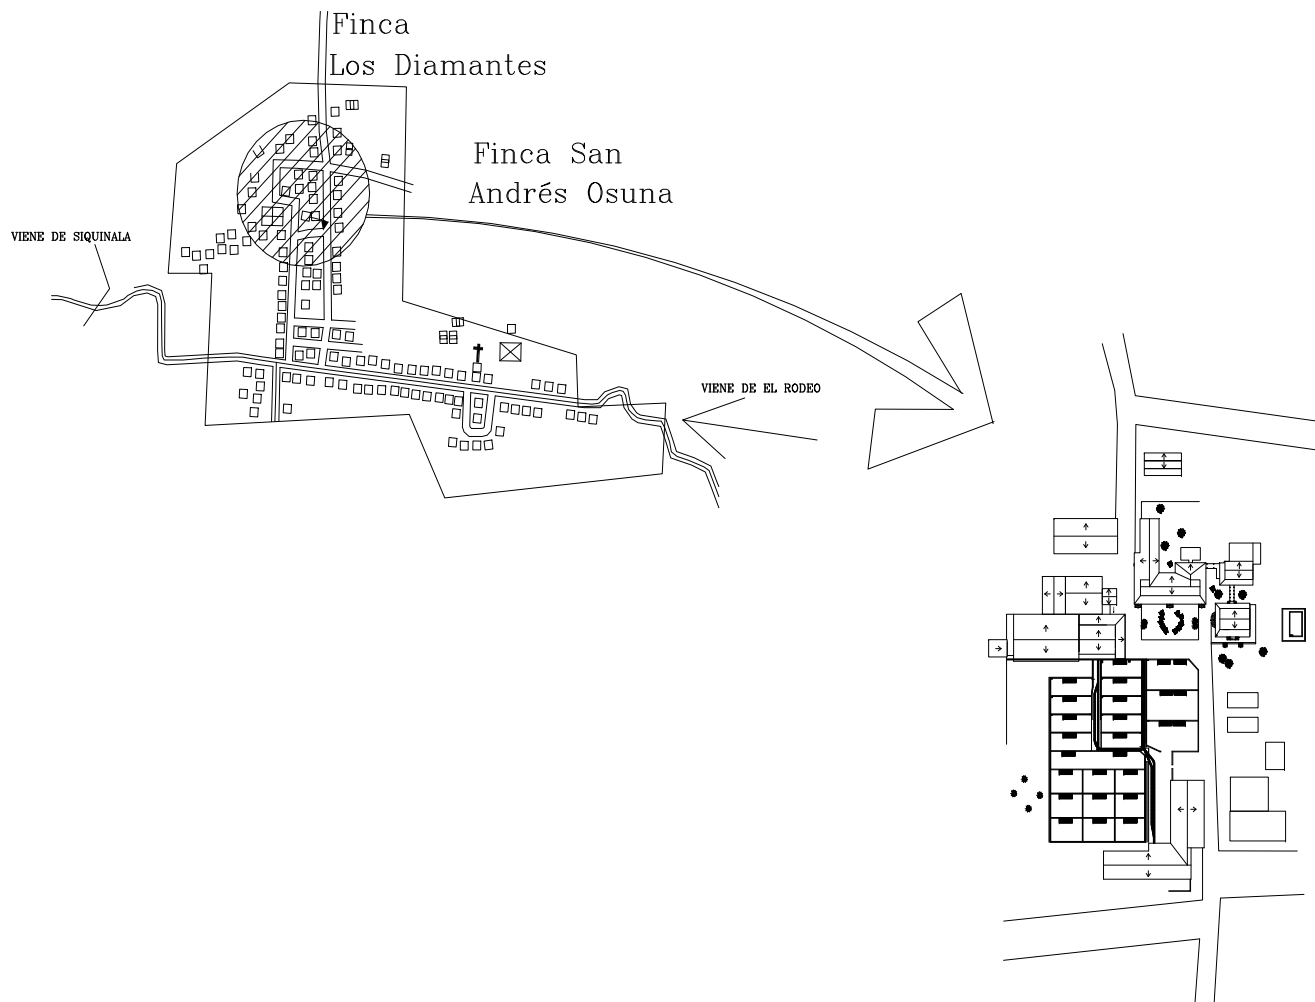 Finca
Los Diamantes
Finca San
Andrés Osuna
VIENE DE SIQUINALA
VIENE DE EL RODEO